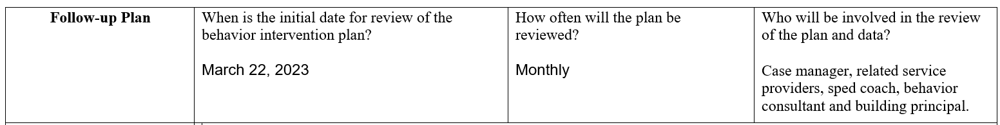 Follow-up Plan
When is the initial date for review of the
behavior intervention plan?
March 22, 2023
How often will the plan be
reviewed?
Monthly
Who will be involved in the review
of the plan and data?
Case manager, related service
providers, sped coach, behavior
consultant and building principal.